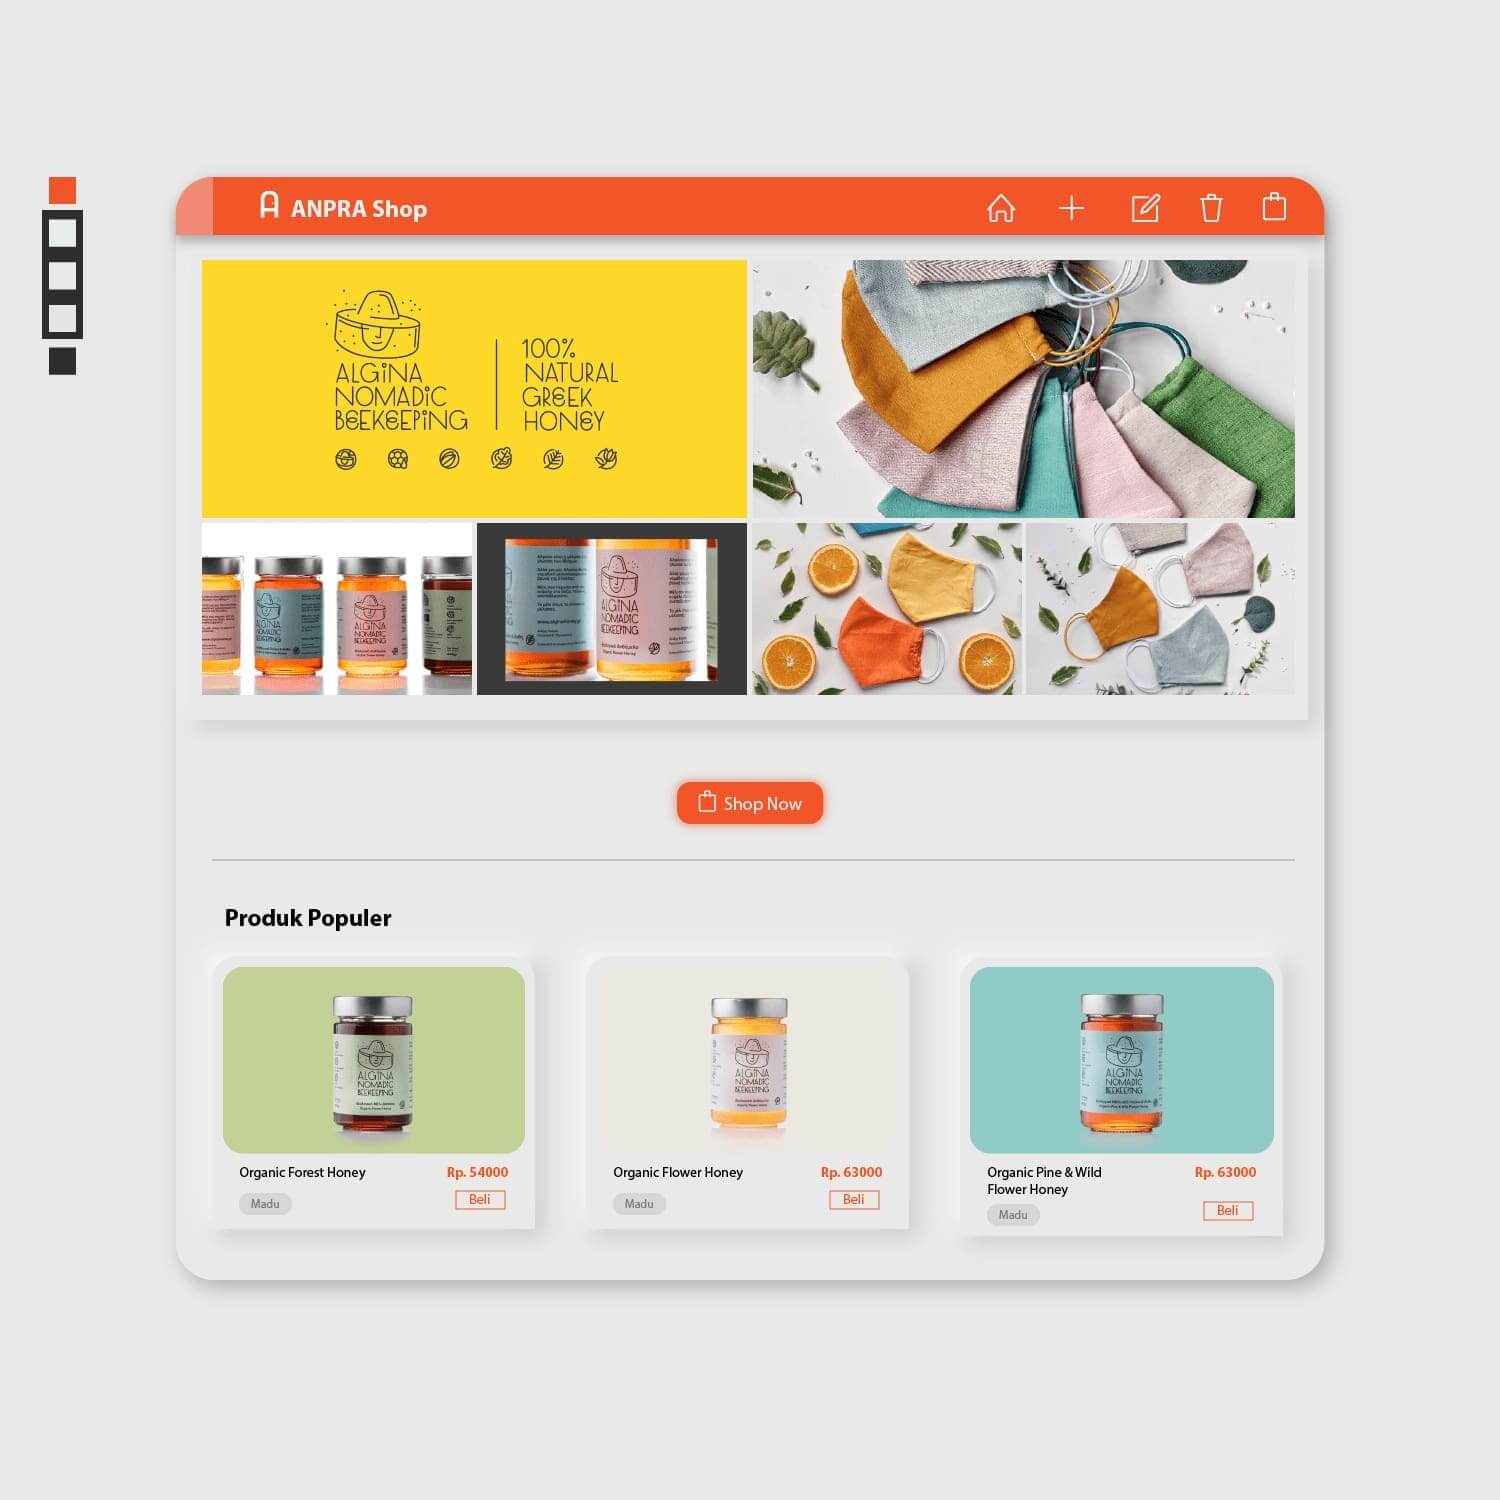 ANPRA Shop
ALGiNA
NOMADiC
BEEKEEPiNG
100%
NATURAL
GREEK
HONEY
ALGiNA
NOMADiC
BEEKEEPiNG
ALGiNA
NOMADiC
BEEKEEPiNG
ALGiNA
NOMADiC
BEEKEEPiNG
Shop Now
Produk Populer
ALGiNA
NOMADiC
BEEKEEPiNG
Organic Forest Honey
Rp. 54000
Madu
Beli
ALGiNA
NOMADiC
BEEKEEPiNG
Organic Flower Honey
Rp. 63000
Madu
Beli
ALGiNA
NOMADiC
BEEKEEPiNG
Organic Pine & Wild
Flower Honey
Rp. 63000
Madu
Beli